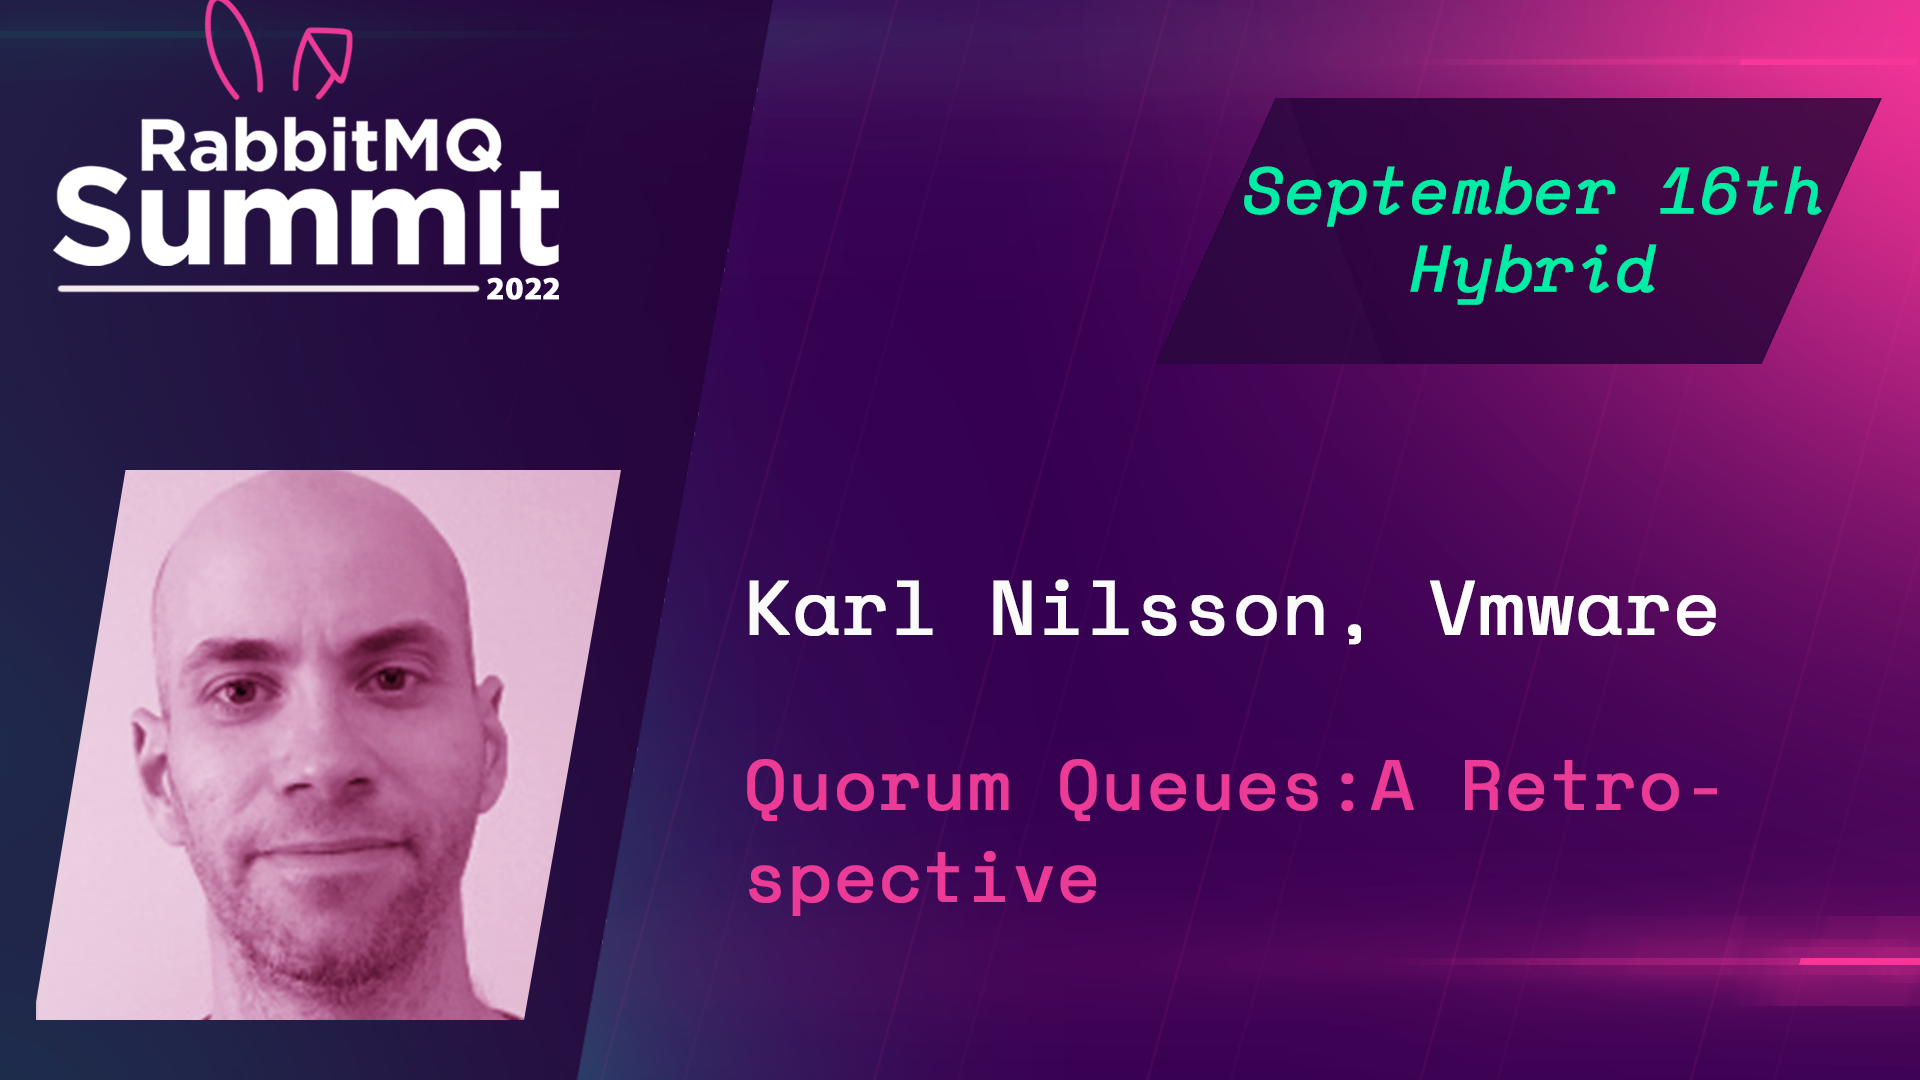 RabbitMQ
Summit
2022
September 16th
Hybrid
Karl Nilsson, Vmware
Quorum Queues:A Retro-
spective